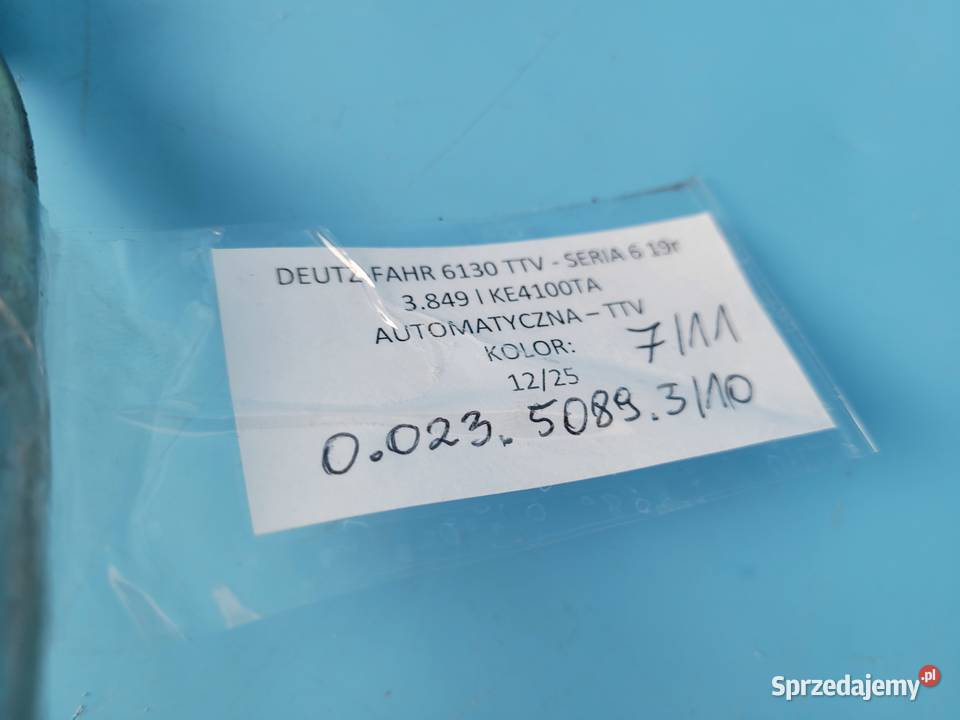 DEUTZ FAHR 6130 TTV - SERIA 6 19r
3.849 l KE4100TA
AUTOMATYCZNA – TTV
KOLOR:
7/11
12/25
0.023.5089.3/10
Sprzedajemy.pl